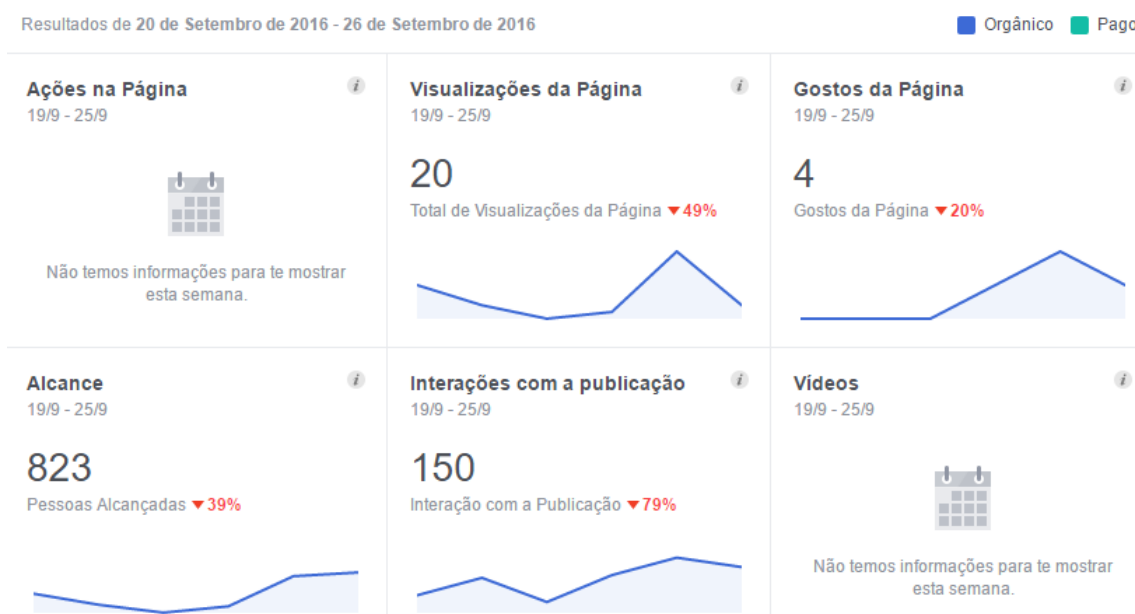 Resultados de 20 de Setembro de 2016 - 26 de Setembro de 2016
Orgânico Pago
Ações na Página
19/9 - 25/9
Não temos informações para te mostrar
esta semana.
Visualizações da Página
19/9 - 25/9
20
Total de Visualizações da Página ▼49%
Gostos da Página
19/9 - 25/9
4
Gostos da Página ▼20%
Alcance
19/9 - 25/9
823
Pessoas Alcançadas ▼39%
Interações com a publicação
19/9 - 25/9
150
Interação com a Publicação ▼79%
Vídeos
19/9 - 25/9
Não temos informações para te mostrar
esta semana.